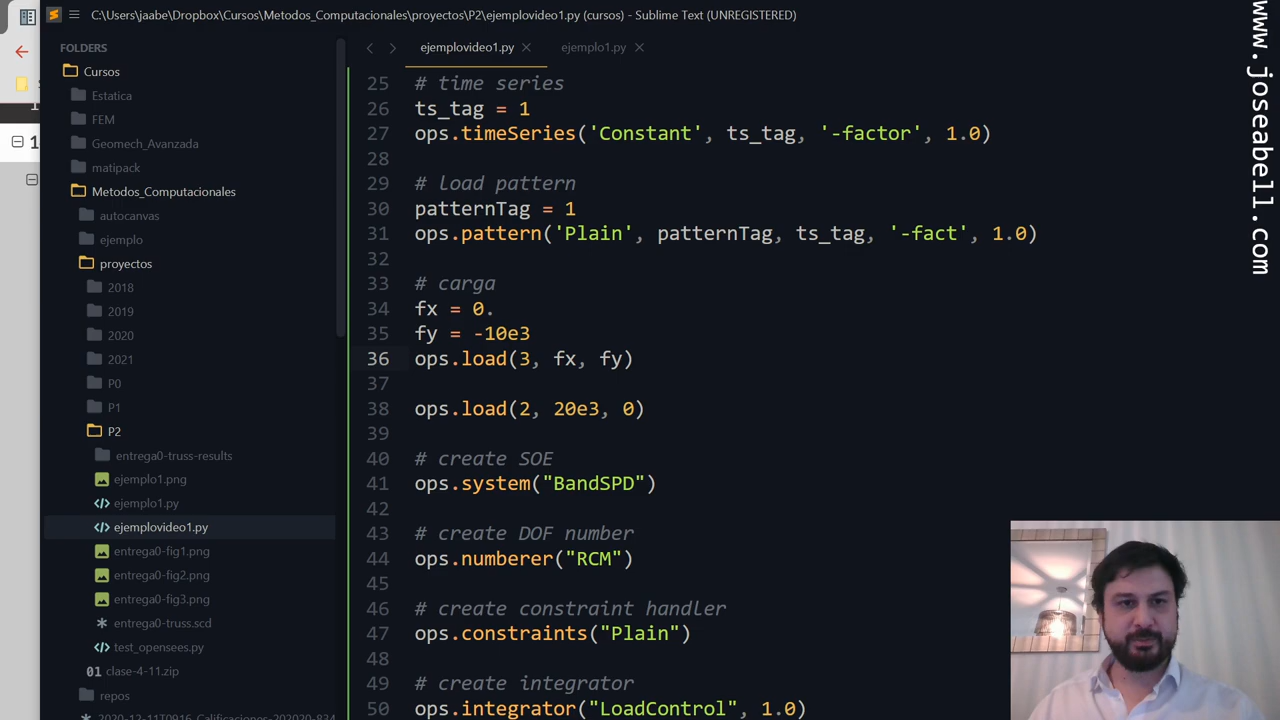 C:\Users\jaabe\Dropbox\Cursos\Metodos_Computacionales\proyectos\P2\ejemplovideo1.py (cursos) - Sublime Text (UNREGISTERED)
www.joseabell.com
FOLDERS
Cursos
Estatica
FEM
Geomech_Avanzada
matipack
Metodos_Computacionales
autocanvas
ejemplo
proyectos
2018
2019
2020
2021
P0
P1
P2
entrega0-truss-results
ejemplo1.png
ejemplo1.py
ejemplovideo1.py
entrega0-fig1.png
entrega0-fig2.png
entrega0-fig3.png
entrega0-truss.scd
test_opensees.py
clase-4-11.zip
repos
ejemplovideo1.py
ejemplo1.py
25 # time series
26 ts_tag = 1
27 ops.timeSeries('Constant', ts_tag, '-factor', 1.0)
28
29 # load pattern
30 patternTag = 1
31 ops.pattern('Plain', patternTag, ts_tag, '-fact', 1.0)
32
33 # carga
34 fx = 0.
35 fy = -10e3
36 ops.load(3, fx, fy)
37
38 ops.load(2, 20e3, 0)
39
40 # create SOE
41 ops.system("BandSPD")
42
43 # create DOF number
44 ops.numberer("RCM")
45
46 # create constraint handler
47 ops.constraints("Plain")
48
49 # create integrator
50 ops.integrator("LoadControl", 1.0)